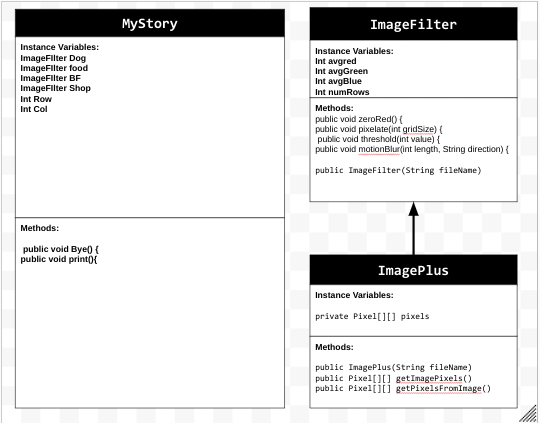 MyStory
Instance Variables:
ImageFIlter Dog
ImageFIlter food
ImageFIlter BF
ImageFIlter Shop
Int Row
Int Col
Methods:
public void Bye() {
public void print(){
ImageFilter
Instance Variables:
Int avgred
Int avgGreen
Int avgBlue
Int numRows
Methods:
public void zeroRed() {
public void pixelate(int gridSize) {
public void threshold(int value) {
public void motionBlur(int length, String direction) {
public ImageFilter(String fileName)
ImagePlus
Instance Variables:
private Pixel[][] pixels
Methods:
public ImagePlus(String fileName)
public Pixel[][] getImagePixels()
public Pixel[][] getPixelsFromImage()